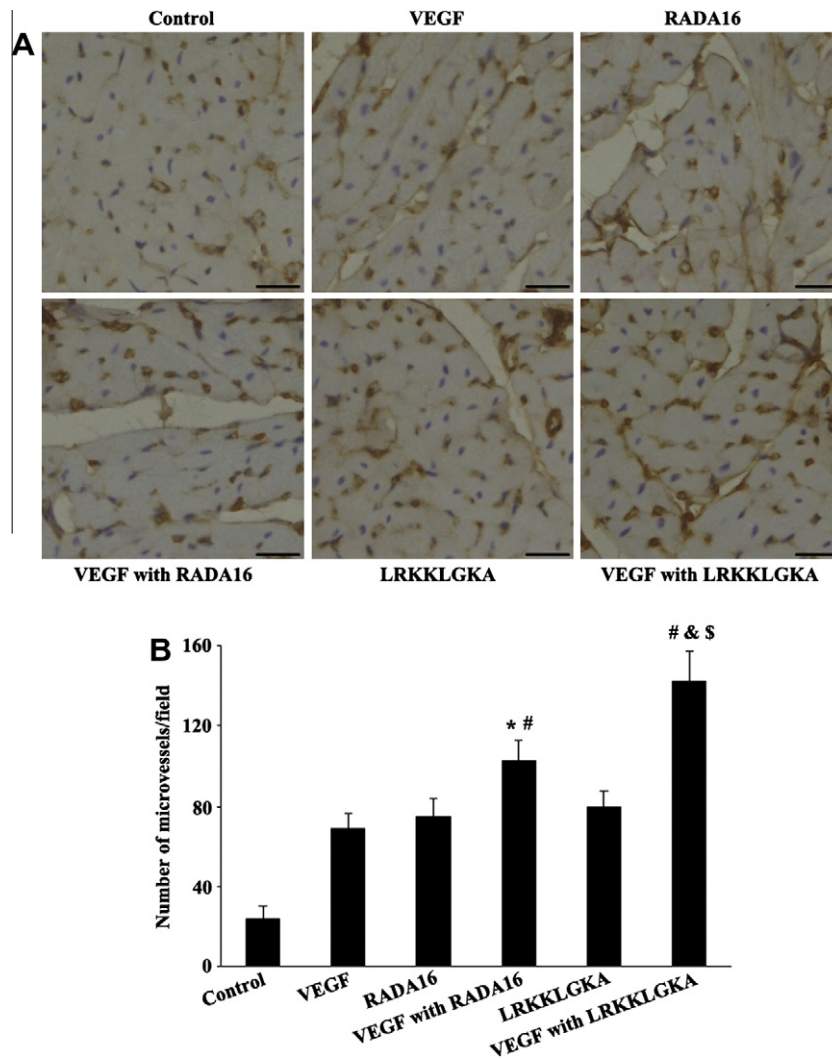 Control VEGF RADA16
A
VEGF with RADA16 LRKKLGKA VEGF with LRKKLGKA
B
Number of microvessels/field
160
120
80
40
0
* #
# & $
Control
VEGF
RADA16
VEGF with RADA16
LRKKLGKA
VEGF with LRKKLGKA